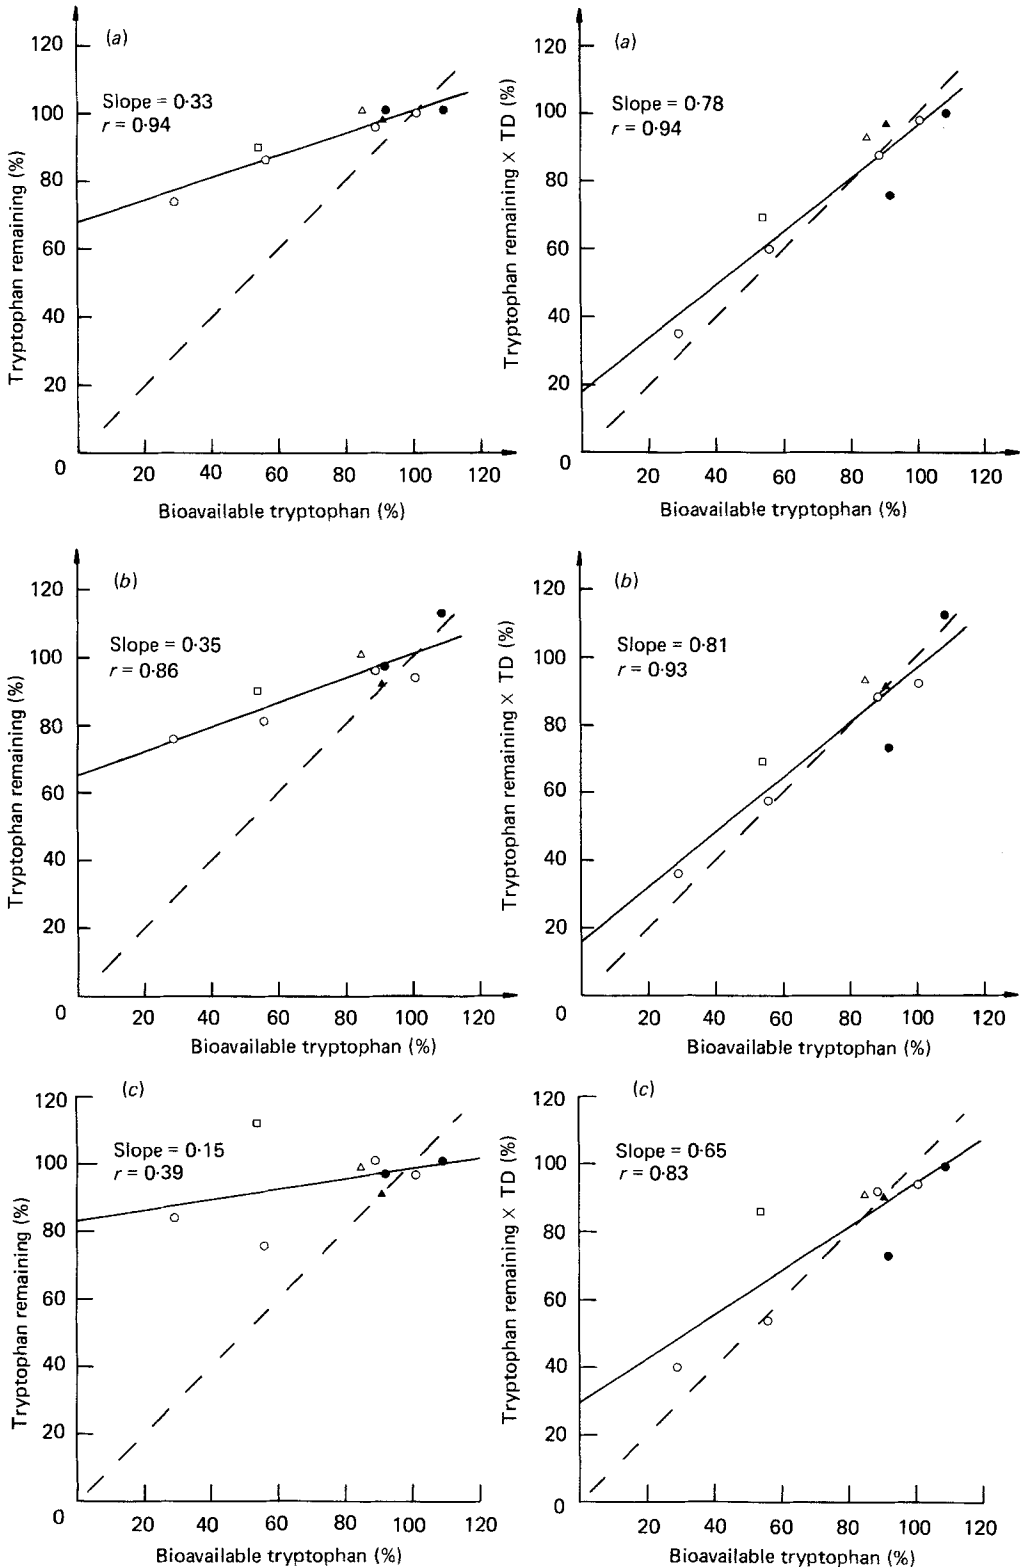 (a)
Slope = 0·33
r = 0·94
120
100
80
60
40
20
0
20 40 60 80 100 120
Tryptophan remaining (%)
Bioavailable tryptophan (%)
(a)
Slope = 0·78
r = 0·94
120
100
80
60
40
20
0
20 40 60 80 100 120
Tryptophan remaining × TD (%)
Bioavailable tryptophan (%)
(b)
Slope = 0·35
r = 0·86
120
100
80
60
40
20
0
20 40 60 80 100 120
Tryptophan remaining (%)
Bioavailable tryptophan (%)
(b)
Slope = 0·81
r = 0·93
120
100
80
60
40
20
0
20 40 60 80 100 120
Tryptophan remaining × TD (%)
Bioavailable tryptophan (%)
(c)
Slope = 0·15
r = 0·39
120
100
80
60
40
20
0
20 40 60 80 100 120
Tryptophan remaining (%)
Bioavailable tryptophan (%)
(c)
Slope = 0·65
r = 0·83
120
100
80
60
40
20
0
20 40 60 80 100 120
Tryptophan remaining × TD (%)
Bioavailable tryptophan (%)